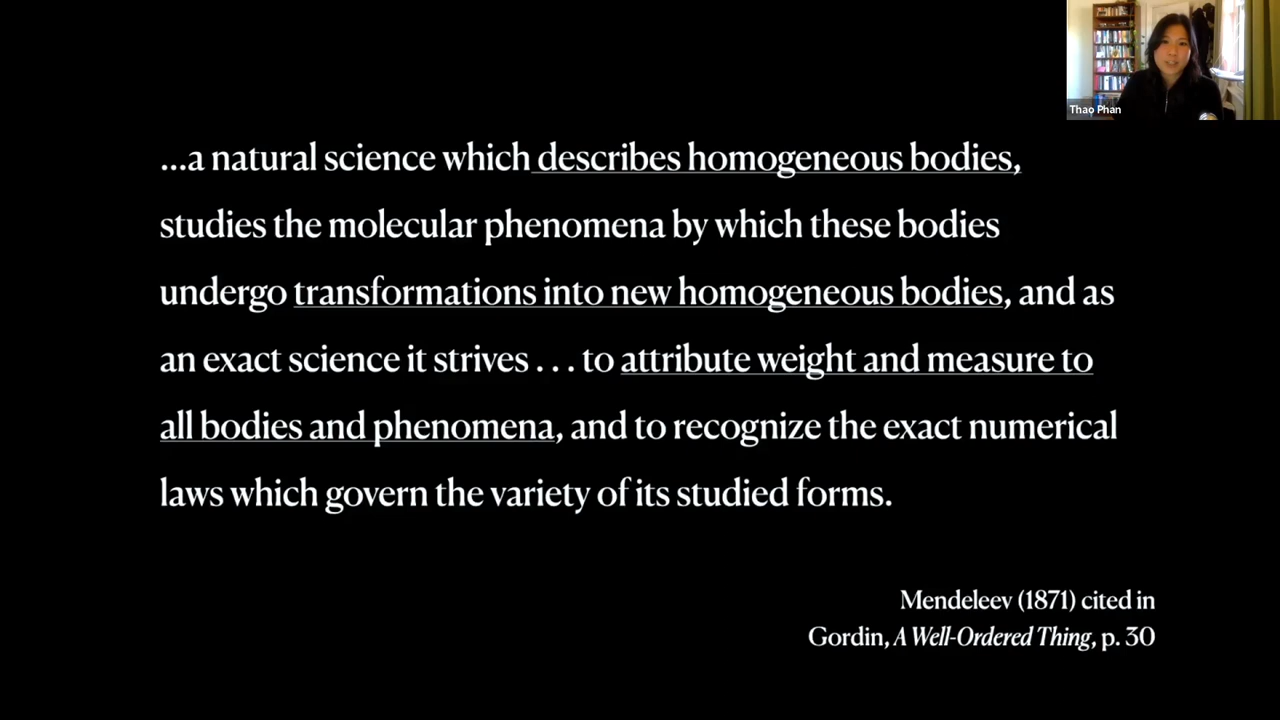 Thao Phan
...a natural science which describes homogeneous bodies,
studies the molecular phenomena by which these bodies
undergo transformations into new homogeneous bodies, and as
an exact science it strives . . . to attribute weight and measure to
all bodies and phenomena, and to recognize the exact numerical
laws which govern the variety of its studied forms.
Mendeleev (1871) cited in
Gordin, A Well-Ordered Thing, p. 30